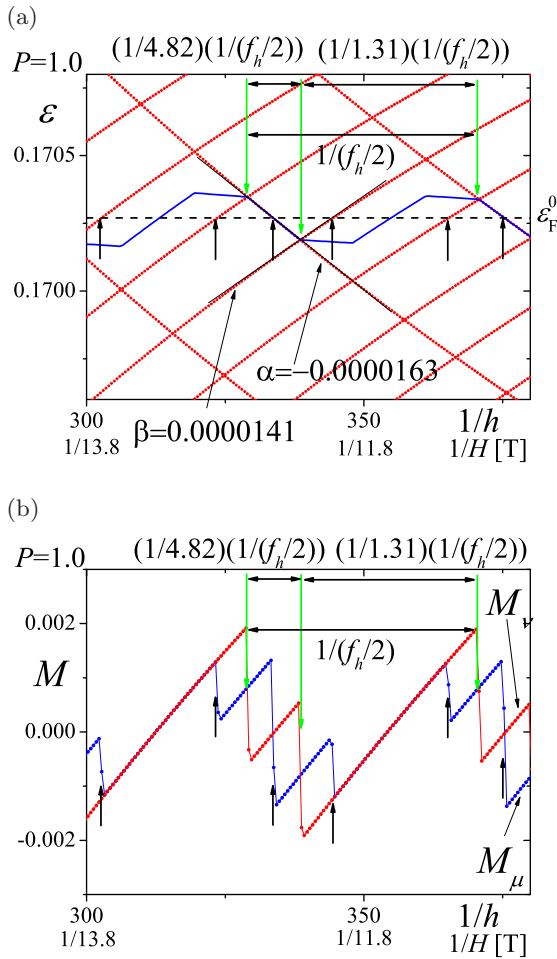 (a)
(1/4.82)(1/(f_h/2)) (1/1.31)(1/(f_h/2))
P=1.0
ε
0.1705
1/(f_h/2)
ε_F^0
0.1700
α=−0.0000163
β=0.0000141
300 350 1/h
1/13.8 1/11.8 1/H [T]
(b)
(1/4.82)(1/(f_h/2)) (1/1.31)(1/(f_h/2))
P=1.0
0.002 M_ν
1/(f_h/2)
M
0.000
-0.002
M_μ
300 350 1/h
1/13.8 1/11.8 1/H [T]